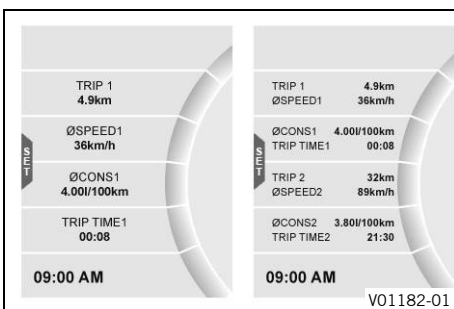 TRIP 1
4.9km
ØSPEED1
36km/h
SET
ØCONS1
4.00l/100km
TRIP TIME1
00:08
09:00 AM
TRIP 1 4.9km
ØSPEED1 36km/h
ØCONS1 4.00l/100km
TRIP TIME1 00:08
SET
TRIP 2 32km
ØSPEED2 89km/h
ØCONS2 3.80l/100km
TRIP TIME2 21:30
09:00 AM
V01182-01